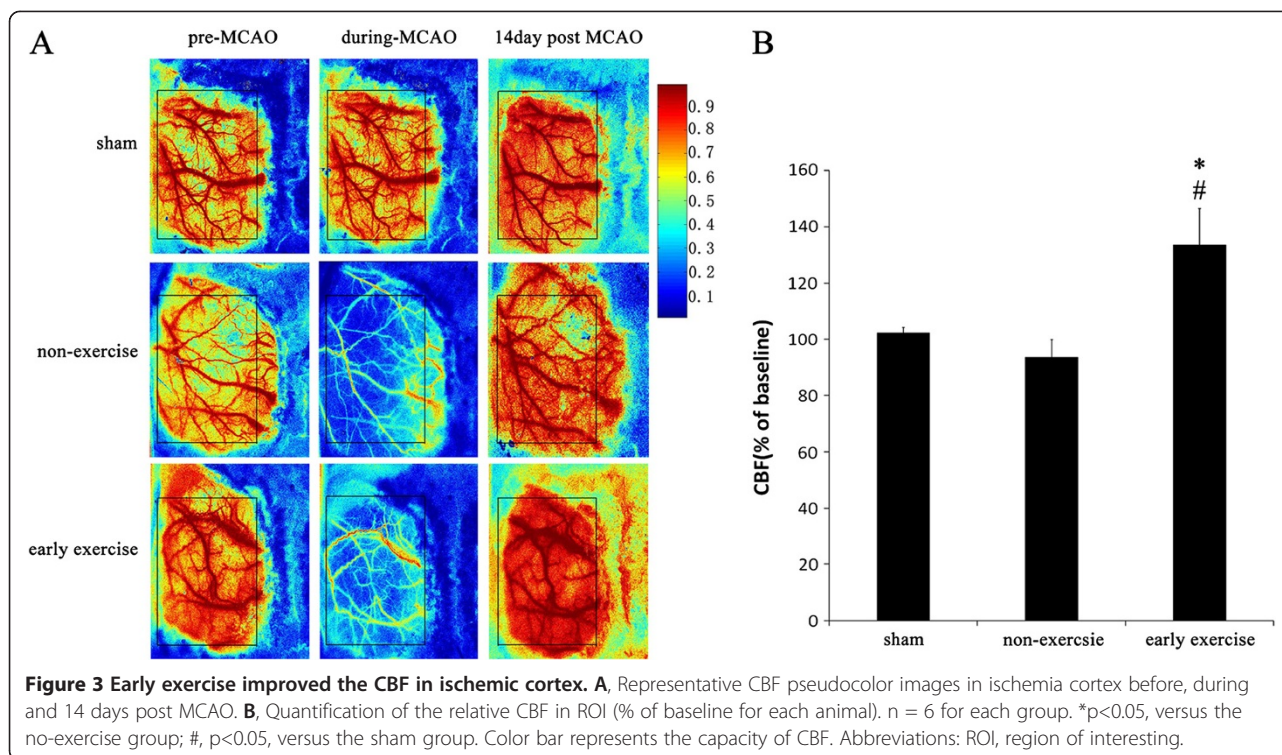 A
pre-MCAO during-MCAO 14day post MCAO
sham
non-exercise
early exercise
0. 9
0. 8
0. 7
0. 6
0. 5
0. 4
0. 3
0. 2
0. 1
B
CBF(% of baseline)
160
140
120
100
80
60
40
20
0
*
#
sham non-exercsie early exercise
Figure 3 Early exercise improved the CBF in ischemic cortex. A, Representative CBF pseudocolor images in ischemia cortex before, during
and 14 days post MCAO. B, Quantification of the relative CBF in ROI (% of baseline for each animal). n = 6 for each group. *p<0.05, versus the
no-exercise group; #, p<0.05, versus the sham group. Color bar represents the capacity of CBF. Abbreviations: ROI, region of interesting.